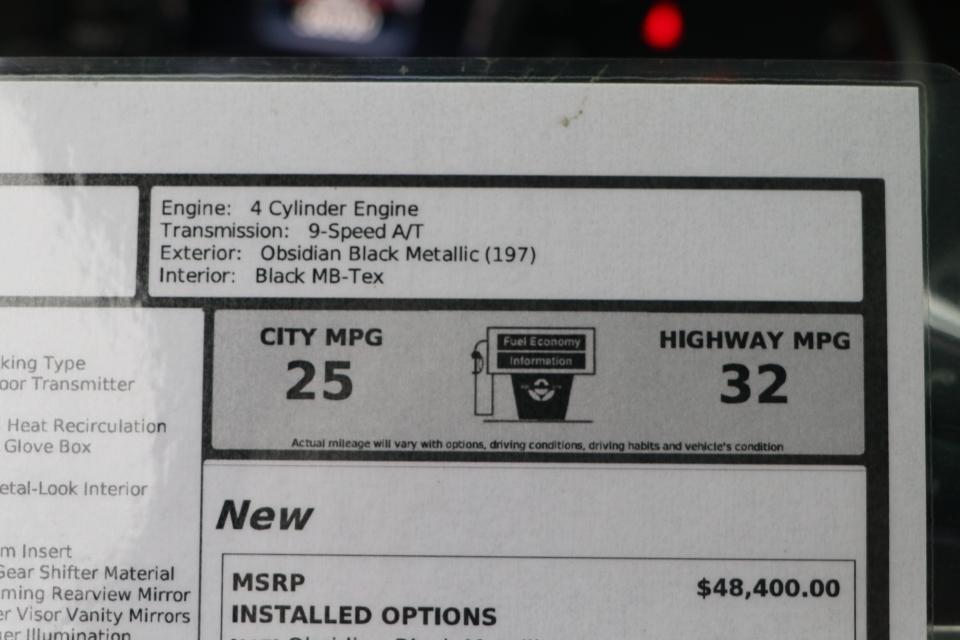 Engine: 4 Cylinder Engine
Transmission: 9-Speed A/T
Exterior: Obsidian Black Metallic (197)
Interior: Black MB-Tex
CITY MPG
25
Fuel Economy
Information
HIGHWAY MPG
32
Actual mileage will vary with options, driving conditions, driving habits and vehicle's condition
king Type
oor Transmitter
Heat Recirculation
Glove Box
etal-Look Interior
m Insert
Gear Shifter Material
ming Rearview Mirror
er Visor Vanity Mirrors
er Illumination
New
MSRP $48,400.00
INSTALLED OPTIONS